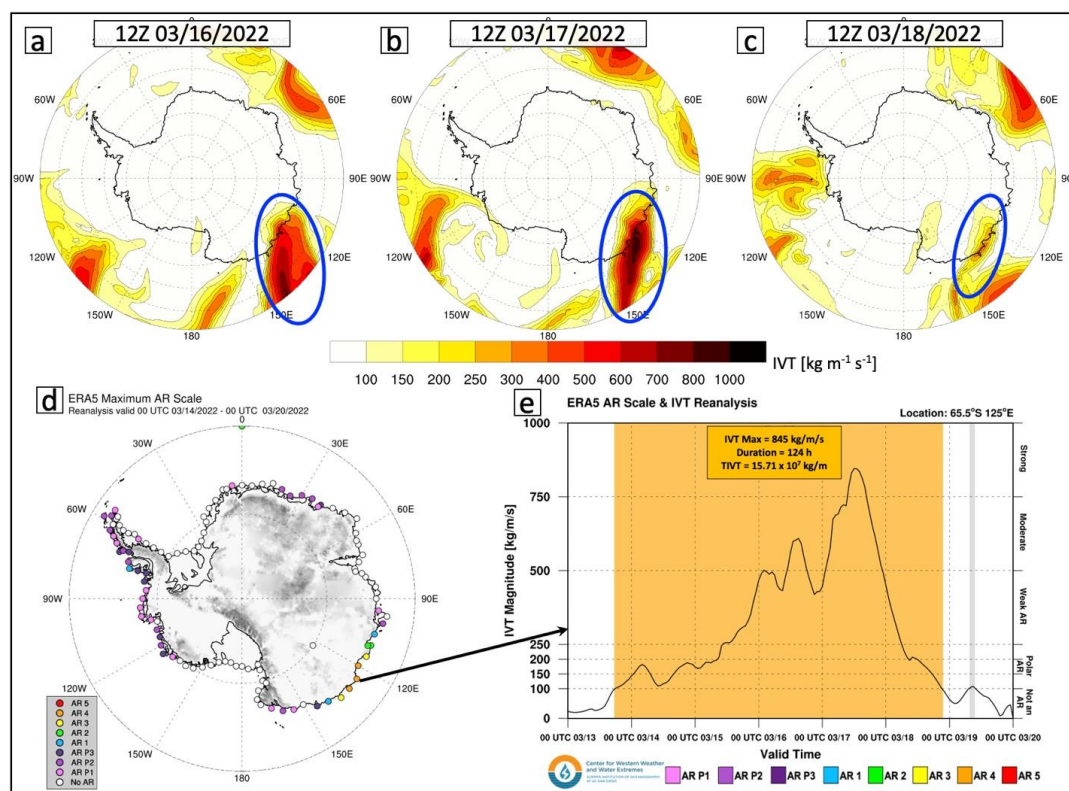 a
12Z 03/16/2022
b
12Z 03/17/2022
c
12Z 03/18/2022
60W
60E
60W
60E
60W
60E
90W
90E
90W
90E
90W
90E
120W
120E
120W
120E
120W
120E
150W
180
150E
150W
180
150E
150W
180
150E
100 150 200 250 300 400 500 600 700 800 1000
IVT [kg m⁻¹ s⁻¹]
d
ERA5 Maximum AR Scale
Reanalysis valid 00 UTC 03/14/2022 - 00 UTC 03/20/2022
0
30W
30E
60W
60E
90W
90E
120W
120E
150W
150E
180
AR 5
AR 4
AR 3
AR 2
AR 1
AR P3
AR P2
AR P1
No AR
e
ERA5 AR Scale & IVT Reanalysis
Location: 65.5°S 125°E
IVT Max = 845 kg/m/s
Duration = 124 h
TIVT = 15.71 x 10⁷ kg/m
IVT Magnitude [kg/m/s]
1000
750
500
250
200
150
100
0
Strong
Moderate
Weak AR
Polar AR
Not an AR
00 UTC 03/13 00 UTC 03/14 00 UTC 03/15 00 UTC 03/16 00 UTC 03/17 00 UTC 03/18 00 UTC 03/19 00 UTC 03/20
Valid Time
Center for Western Weather
and Water Extremes
SCRIPPS INSTITUTION OF OCEANOGRAPHY
AT UC SAN DIEGO
AR P1 AR P2 AR P3 AR 1 AR 2 AR 3 AR 4 AR 5